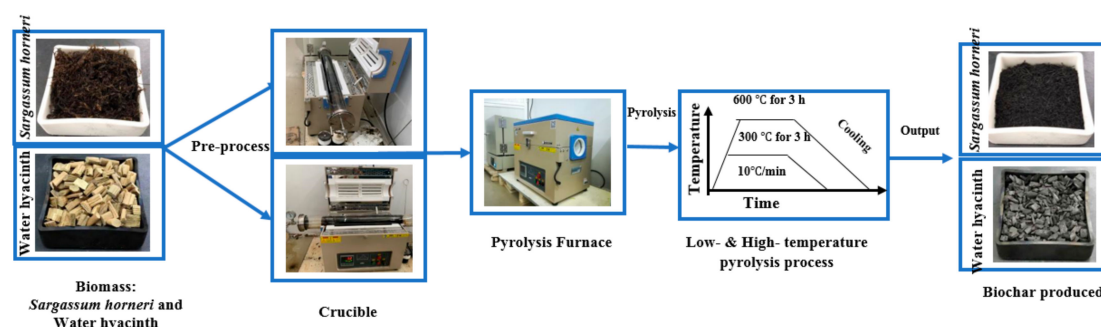 Sargassum horneri
Water hyacinth
Biomass:
Sargassum horneri and
Water hyacinth
Pre-process
Crucible
Pyrolysis Furnace
Pyrolysis
600 °C for 3 h
300 °C for 3 h
10°C/min
Cooling
Temperature
Time
Low- & High- temperature
pyrolysis process
Output
Sargassum horneri
Water hyacinth
Biochar produced